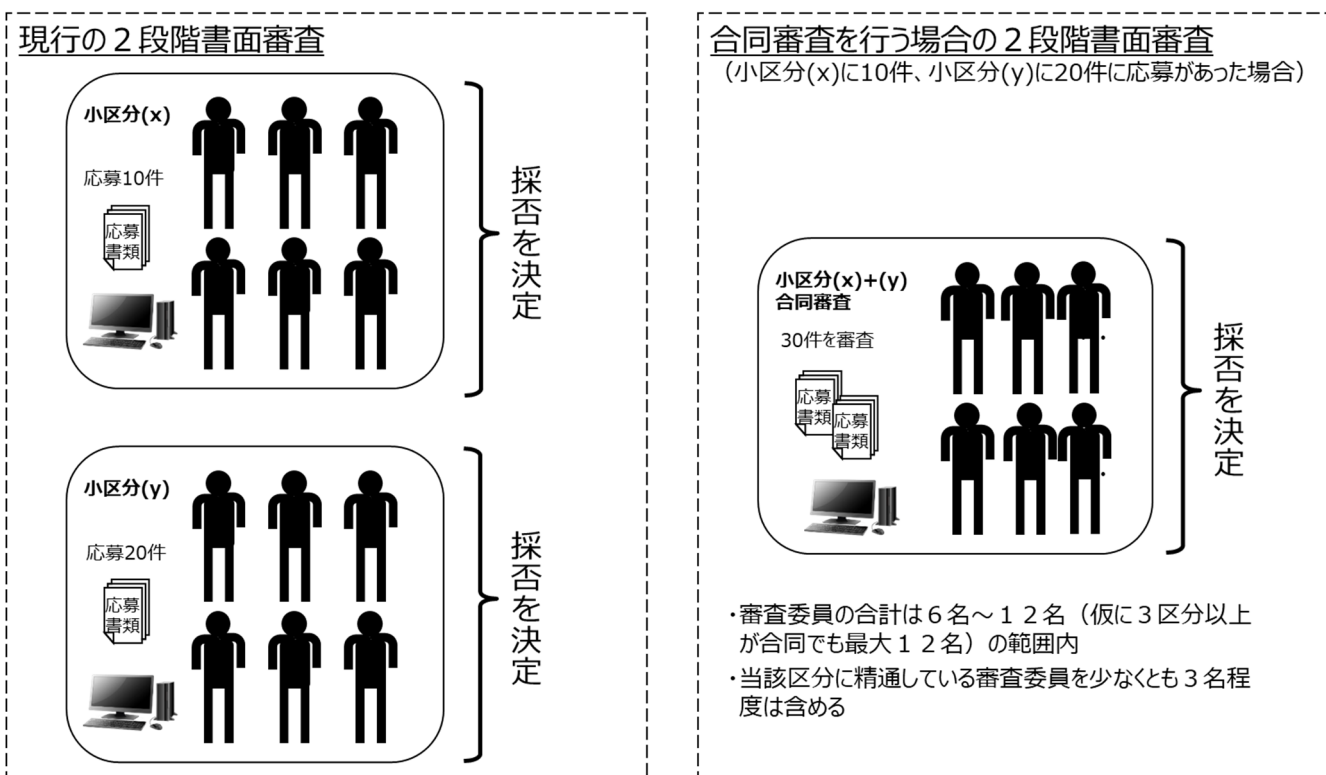 現行の２段階書面審査
小区分(x)
応募10件
応募
書類
採否を決定
小区分(y)
応募20件
応募
書類
採否を決定
合同審査を行う場合の２段階書面審査
（小区分(x)に10件、小区分(y)に20件に応募があった場合）
小区分(x)+(y)
合同審査
30件を審査
応募
書類
応募
書類
採否を決定
・審査委員の合計は６名～１２名（仮に３区分以上
が合同でも最大１２名）の範囲内
・当該区分に精通している審査委員を少なくとも３名程
度は含める